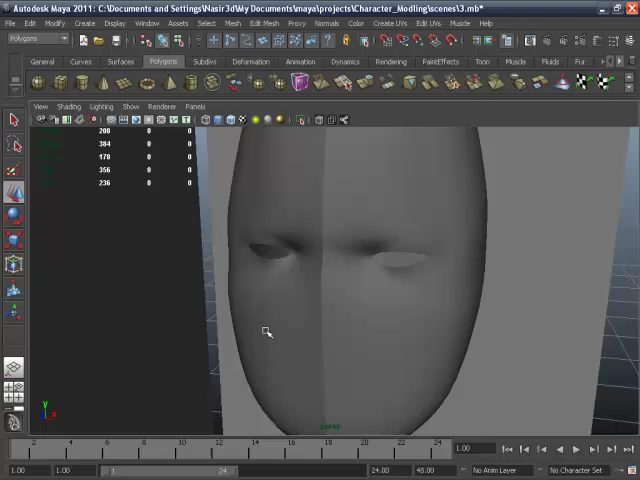 Autodesk Maya 2011: C:\Documents and Settings\Nasir3d\My Documents\maya\projects\Character_Modling\scenes\3.mb*
File Edit Modify Create Display Window Assets Select Mesh Edit Mesh Proxy Normals Color Create UVs Edit UVs Muscle Help
Polygons
General Curves Surfaces Polygons Subdivs Deformation Animation Dynamics Rendering PaintEffects Toon Muscle Fluids Fur
View Shading Lighting Show Renderer Panels
208 0 0
384 0 0
178 0 0
356 0 0
236 0 0
y
x
persp
2 4 6 8 10 12 14 16 18 20 22 24 1.00
1.00 1.00 1 24 24.00 48.00 No Anim Layer No Character Set